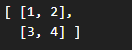 [ [1, 2],
  [3, 4] ]